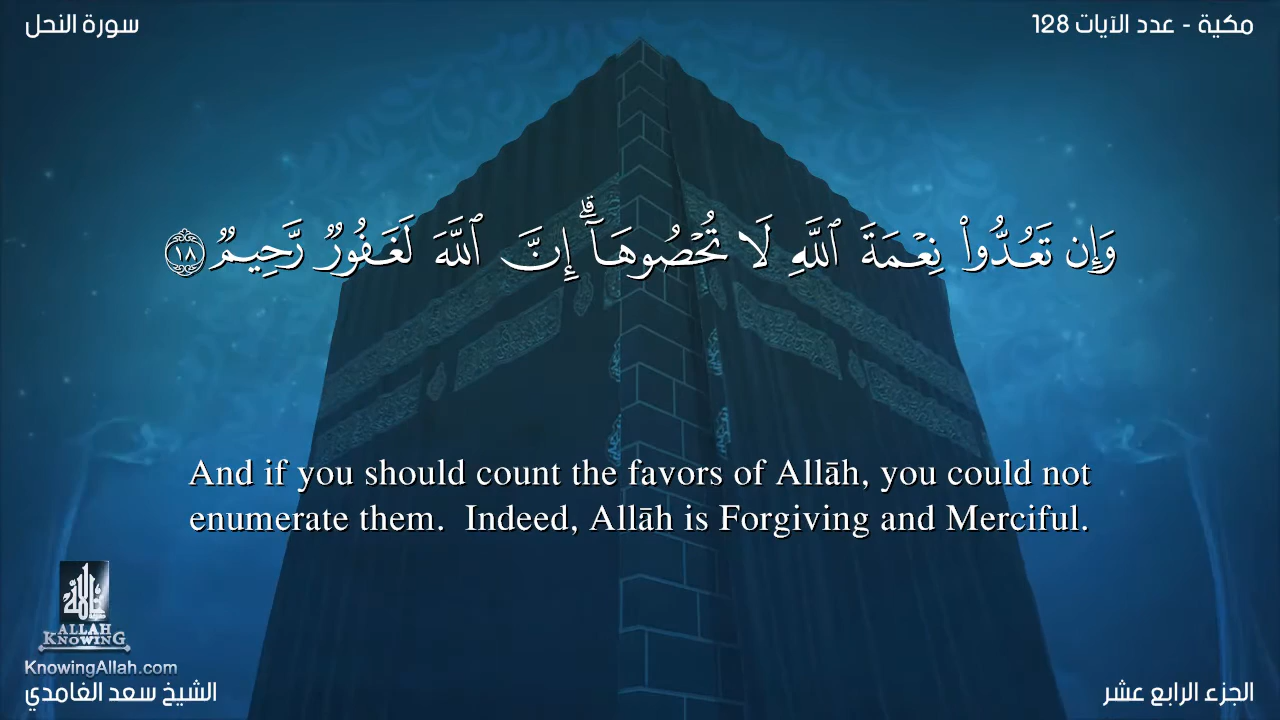 سورة النحل
مكية - عدد الآيات 128
وَإِن تَعُدُّوا۟ نِعْمَةَ ٱللَّهِ لَا تُحْصُوهَآ ۗ إِنَّ ٱللَّهَ لَغَفُورٌ رَّحِيمٌ ١٨
And if you should count the favors of Allāh, you could not
enumerate them. Indeed, Allāh is Forgiving and Merciful.
ALLAH
KNOWING
KnowingAllah.com
الشيخ سعد الغامدي
الجزء الرابع عشر